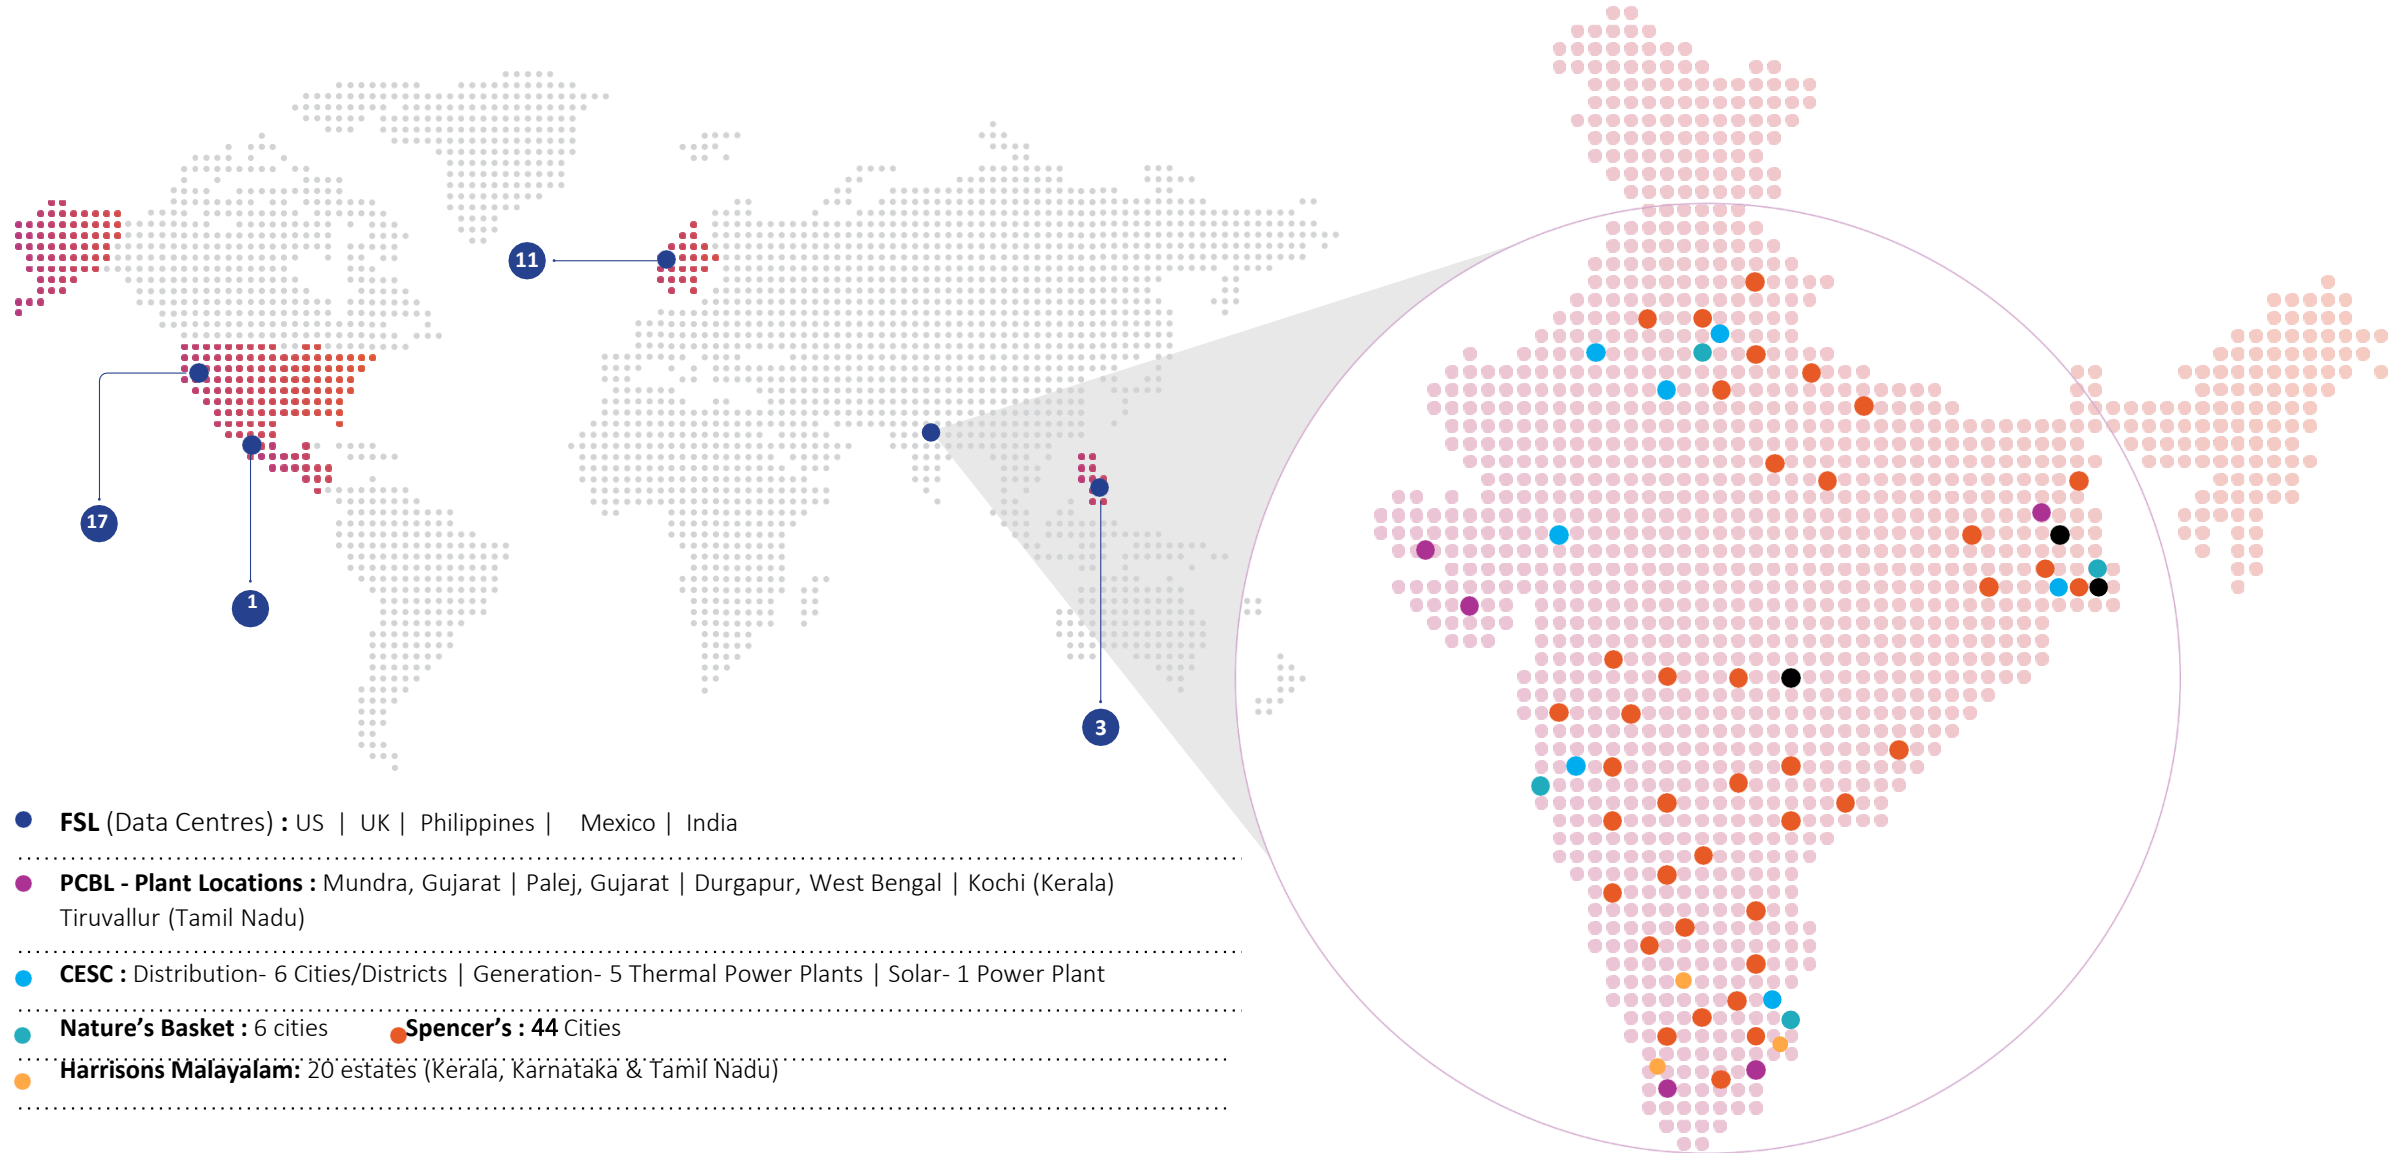 11
17
1
3
FSL (Data Centres) : US | UK | Philippines | Mexico | India
PCBL - Plant Locations : Mundra, Gujarat | Palej, Gujarat | Durgapur, West Bengal | Kochi (Kerala)
Tiruvallur (Tamil Nadu)
CESC : Distribution- 6 Cities/Districts | Generation- 5 Thermal Power Plants | Solar- 1 Power Plant
Nature’s Basket : 6 cities Spencer’s : 44 Cities
Harrisons Malayalam: 20 estates (Kerala, Karnataka & Tamil Nadu)